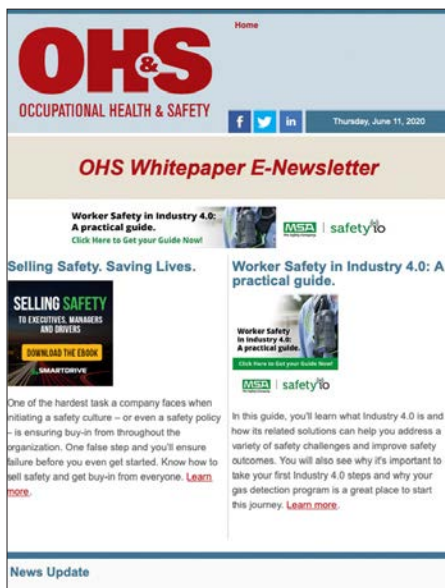 Home
OH&S
OCCUPATIONAL HEALTH & SAFETY
f in
Thursday, June 11, 2020
OHS Whitepaper E-Newsletter
Worker Safety in Industry 4.0:
A practical guide.
Click Here to Get your Guide Now!
MSA
The Safety Company
safety io
Selling Safety. Saving Lives.
SELLING SAFETY
TO EXECUTIVES, MANAGERS
AND DRIVERS
DOWNLOAD THE EBOOK
SMARTDRIVE
One of the hardest task a company faces when
initiating a safety culture – or even a safety policy
– is ensuring buy-in from throughout the
organization. One false step and you'll ensure
failure before you even get started. Know how to
sell safety and get buy-in from everyone. Learn
more.
Worker Safety in Industry 4.0: A
practical guide.
Worker Safety
in Industry 4.0:
A practical guide.
Click Here to Get your Guide Now!
MSA
The Safety Company
safety io
In this guide, you'll learn what Industry 4.0 is and
how its related solutions can help you address a
variety of safety challenges and improve safety
outcomes. You will also see why it's important to
take your first Industry 4.0 steps and why your
gas detection program is a great place to start
this journey. Learn more.
News Update